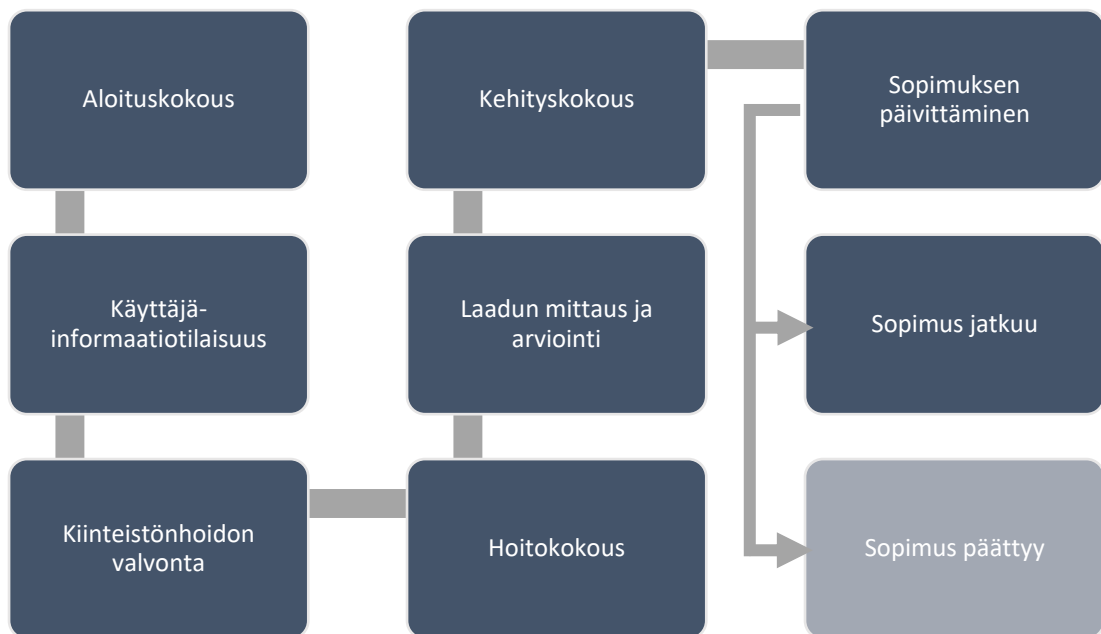 Aloituskokous
Käyttäjä-
informaatiotilaisuus
Kiinteistönhoidon
valvonta
Hoitokokous
Laadun mittaus ja
arviointi
Kehityskokous
Sopimuksen
päivittäminen
Sopimus jatkuu
Sopimus päättyy